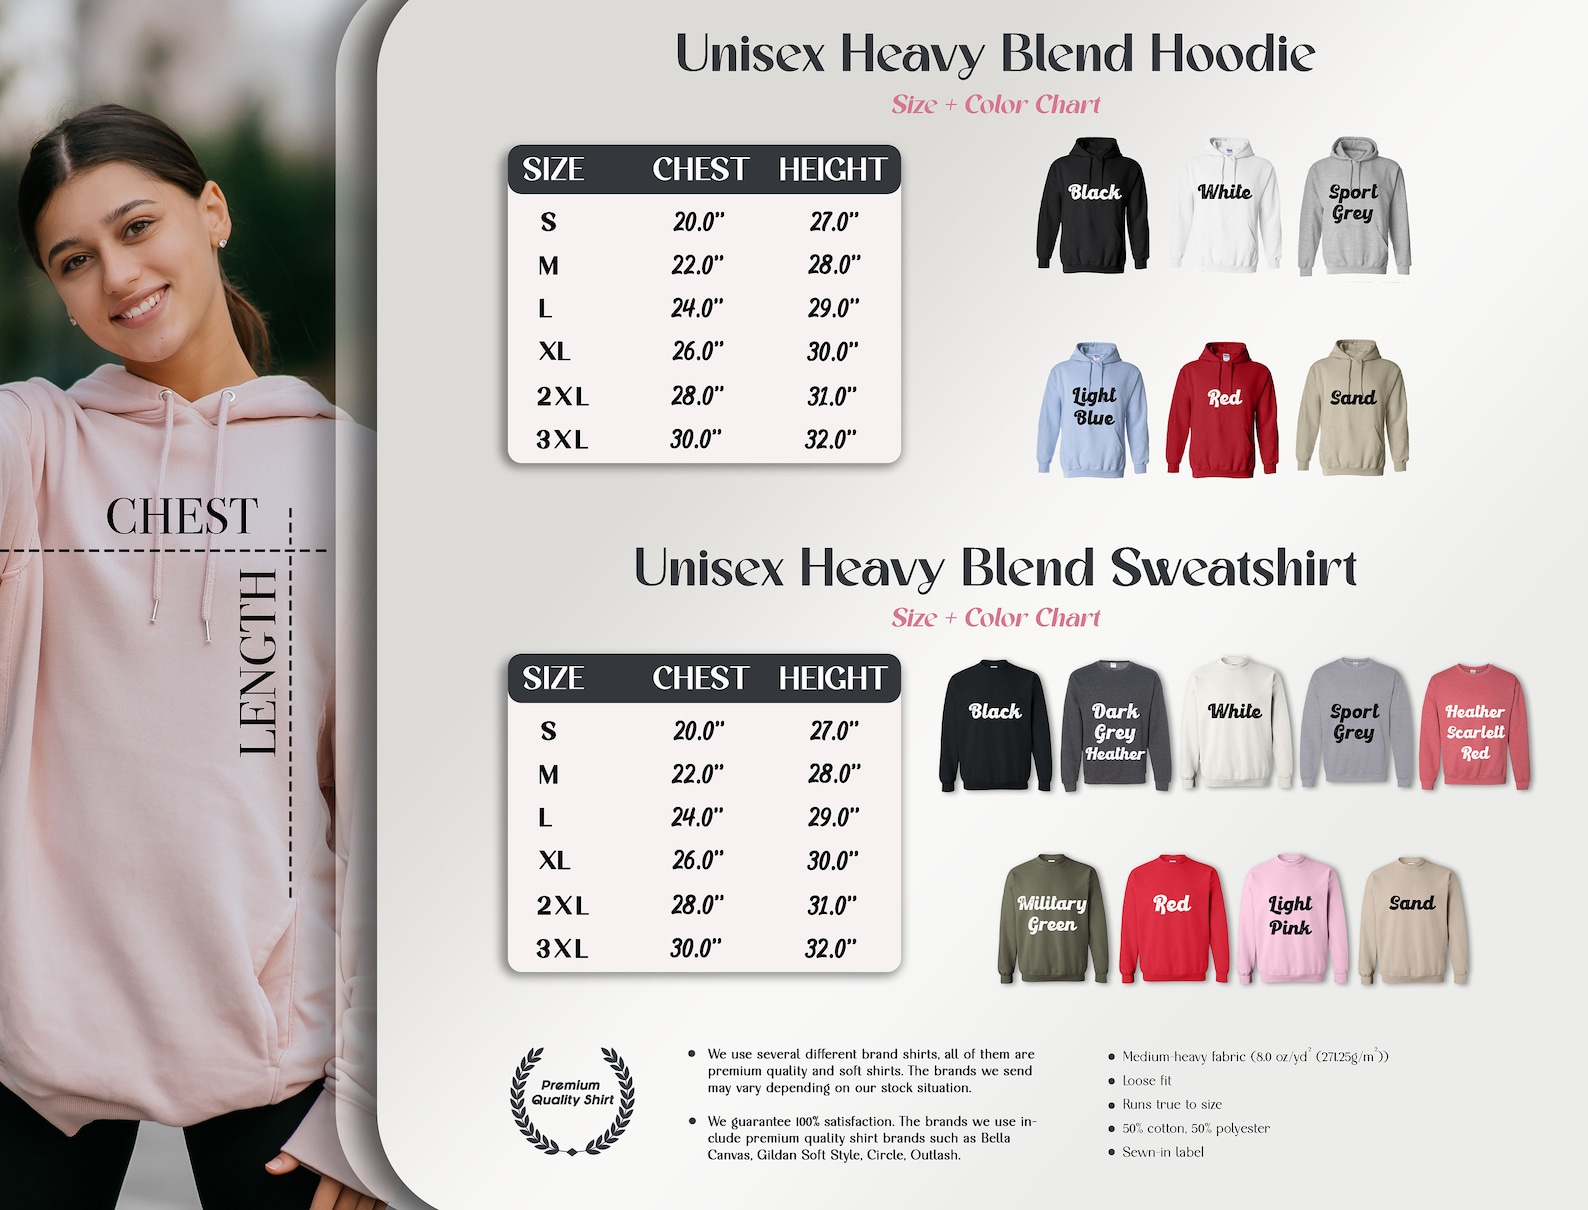 Unisex Heavy Blend Hoodie
Size + Color Chart
SIZE CHEST HEIGHT
S 20.0" 27.0"
M 22.0" 28.0"
L 24.0" 29.0"
XL 26.0" 30.0"
2XL 28.0" 31.0"
3XL 30.0" 32.0"
Black
White
Sport
Grey
Light
Blue
Red
Sand
CHEST
LENGTH
Unisex Heavy Blend Sweatshirt
Size + Color Chart
SIZE CHEST HEIGHT
S 20.0" 27.0"
M 22.0" 28.0"
L 24.0" 29.0"
XL 26.0" 30.0"
2XL 28.0" 31.0"
3XL 30.0" 32.0"
Black
Dark
Grey
Heather
White
Sport
Grey
Heather
Scarlett
Red
Military
Green
Red
Light
Pink
Sand
Premium
Quality Shirt
• We use several different brand shirts, all of them are
premium quality and soft shirts. The brands we send
may vary depending on our stock situation.
• We guarantee 100% satisfaction. The brands we use in-
clude premium quality shirt brands such as Bella
Canvas, Gildan Soft Style, Circle, Outlash.
• Medium-heavy fabric (8.0 oz/yd² (271.25g/m²))
• Loose fit
• Runs true to size
• 50% cotton, 50% polyester
• Sewn-in label